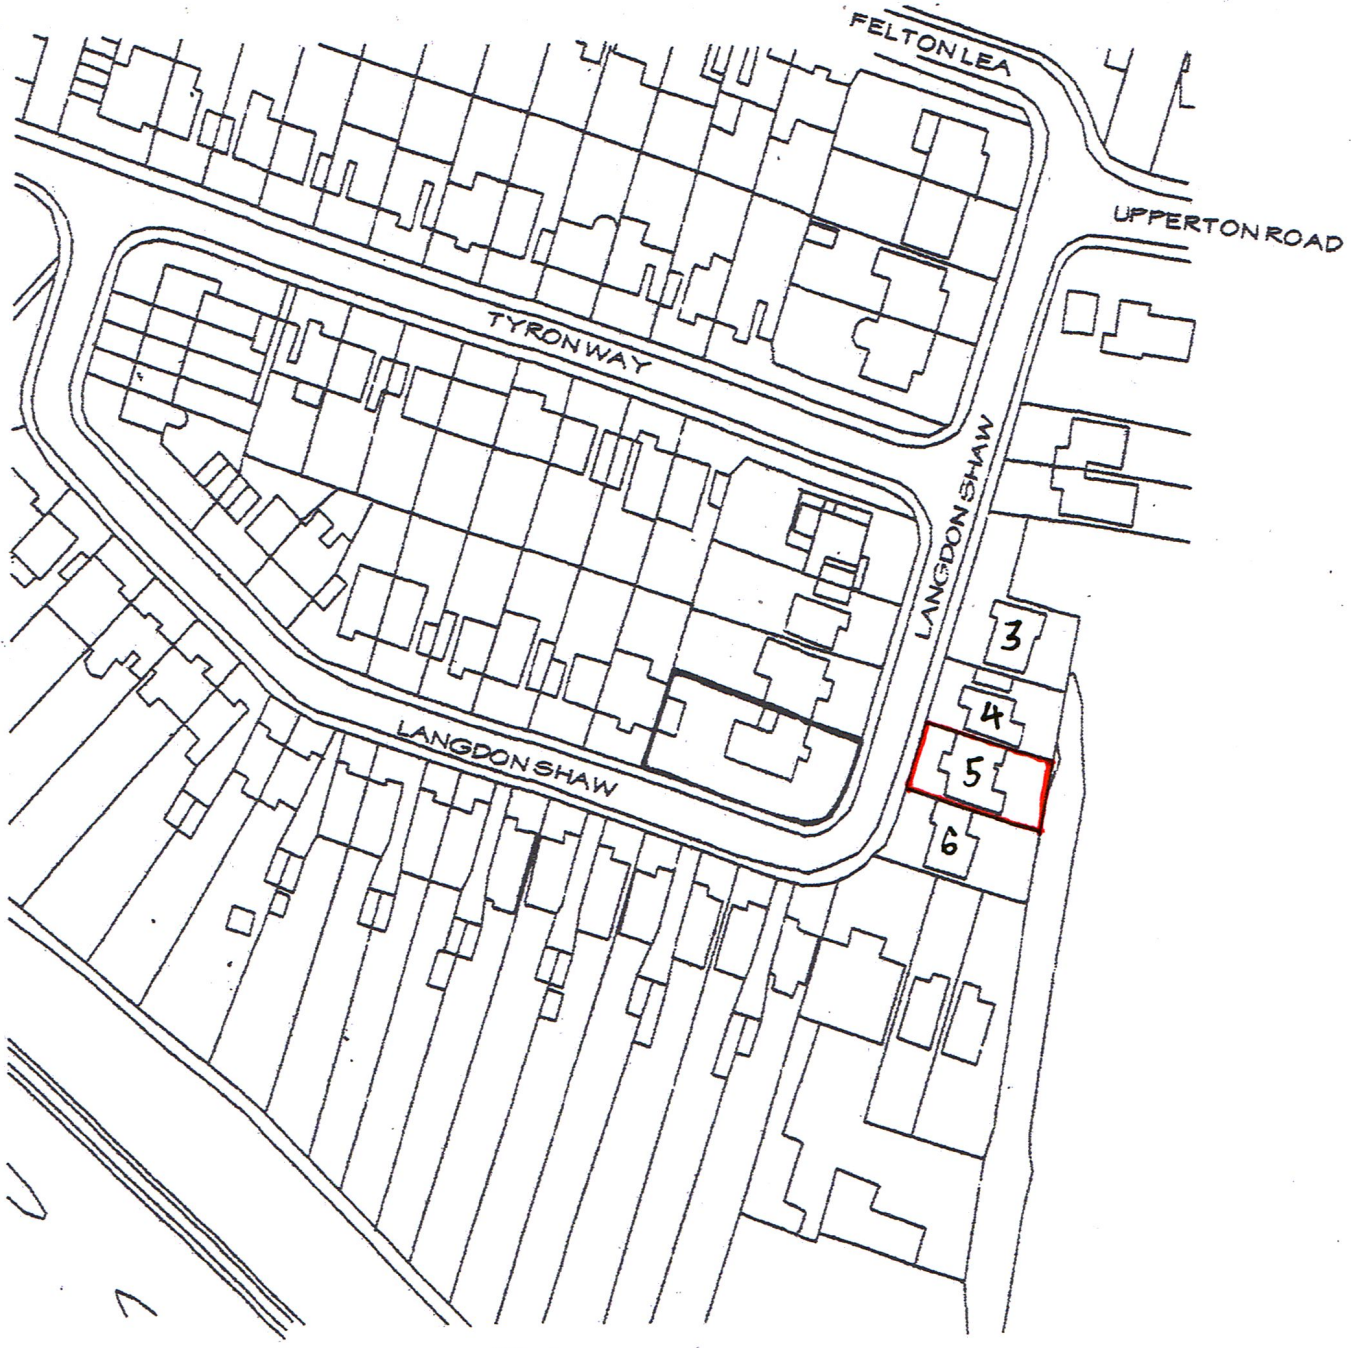 FELTON LEA
UPPERTON ROAD
TYRON WAY
LANGDON SHAW
3
4
5
6
LANGDON SHAW